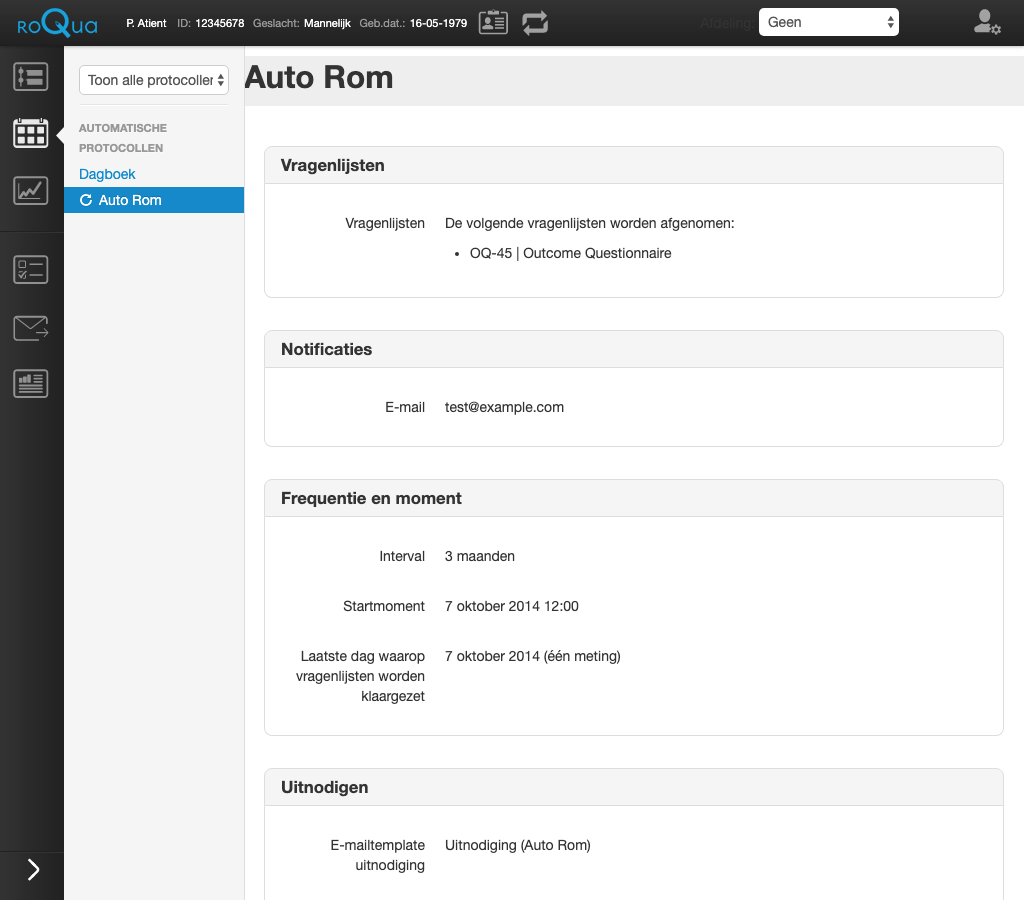 roQua P. Atient ID: 12345678 Geslacht: Mannelijk Geb.dat.: 16-05-1979 Afdeling: Geen
Toon alle protocoller
AUTOMATISCHE
PROTOCOLLEN
Dagboek
Auto Rom
Auto Rom
Vragenlijsten
Vragenlijsten De volgende vragenlijsten worden afgenomen:
• OQ-45 | Outcome Questionnaire
Notificaties
E-mail test@example.com
Frequentie en moment
Interval 3 maanden
Startmoment 7 oktober 2014 12:00
Laatste dag waarop 7 oktober 2014 (één meting)
vragenlijsten worden
klaargezet
Uitnodigen
E-mailtemplate Uitnodiging (Auto Rom)
uitnodiging